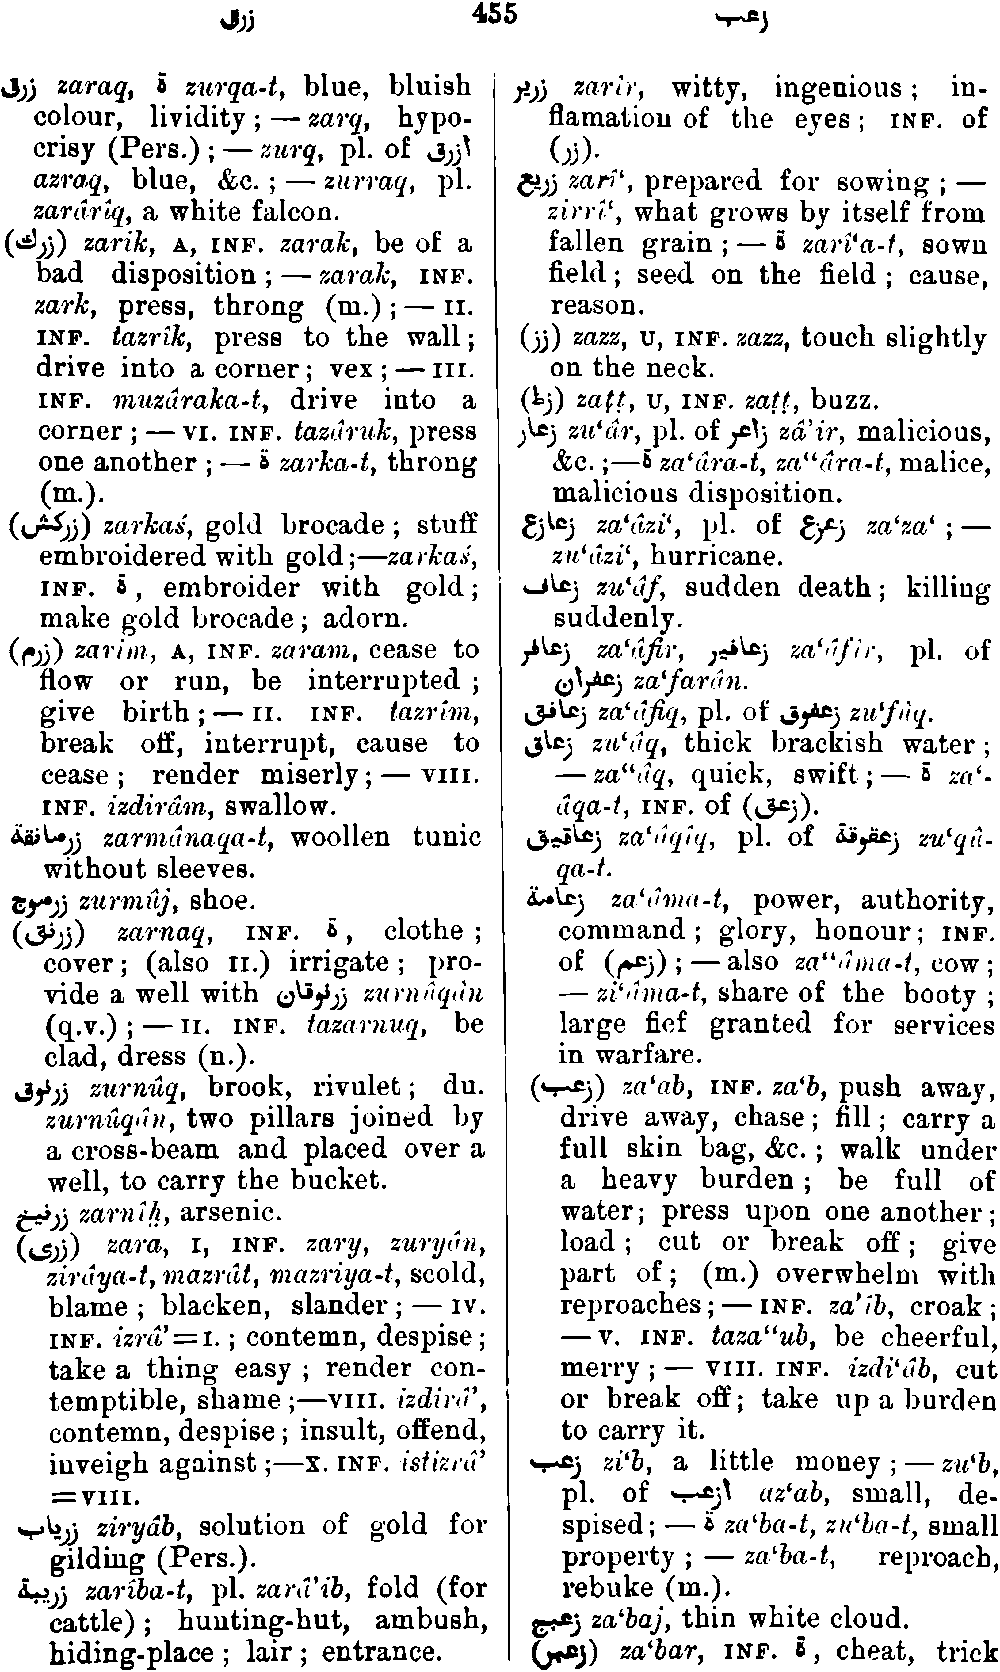 زرق 455 زعب
زرق zaraq, ة zurqa-t, blue, bluish
colour, lividity ; — zarq, hypo-
crisy (Pers.) ; — zurq, pl. of ازرق
azraq, blue, &c. ; — zurraq, pl.
zarârîq, a white falcon.
(زرك) zarik, A, INF. zarak, be of a
bad disposition ; — zarak, INF.
zark, press, throng (m.) ; — II.
INF. tazrîk, press to the wall ;
drive into a corner ; vex ; — III.
INF. muzâraka-t, drive into a
corner ; — VI. INF. tazâruk, press
one another ; — ة zarka-t, throng
(m.).
(زركش) zarkaś, gold brocade ; stuff
embroidered with gold ;—zarkaś,
INF. ة, embroider with gold ;
make gold brocade ; adorn.
(زرم) zarim, A, INF. zaram, cease to
flow or run, be interrupted ;
give birth ; — II. INF. tazrîm,
break off, interrupt, cause to
cease ; render miserly ; — VIII.
INF. izdirâm, swallow.
زرمانقة zarmânaqa-t, woollen tunic
without sleeves.
زرموج zurmûj, shoe.
(زرنق) zarnaq, INF. ة, clothe ;
cover ; (also II.) irrigate ; pro-
vide a well with زرنوقان zurnûqân
(q.v.) ; — II. INF. tazarnuq, be
clad, dress (n.).
زرنوق zurnûq, brook, rivulet ; du.
zurnûqân, two pillars joined by
a cross-beam and placed over a
well, to carry the bucket.
زرنيخ zarnîḫ, arsenic.
(زرى) zara, I, INF. zary, zuryân,
zirâya-t, mazrât, mazriya-t, scold,
blame ; blacken, slander ; — IV.
INF. izrâ’ = I. ; contemn, despise ;
take a thing easy ; render con-
temptible, shame ;—VIII. izdirâ’,
contemn, despise ; insult, offend,
inveigh against ;—X. INF. istizrâ’
= VIII.
زرياب ziryâb, solution of gold for
gilding (Pers.).
زريبة zarîba-t, pl. zarâ’ib, fold (for
cattle) ; hunting-hut, ambush,
hiding-place ; lair ; entrance.
زرير zarîr, witty, ingenious ; in-
flamation of the eyes ; INF. of
(زر).
زريع zarî‘, prepared for sowing ; —
zirrî‘, what grows by itself from
fallen grain ; — ة zarî‘a-t, sown
field ; seed on the field ; cause,
reason.
(زز) zazz, U, INF. zazz, touch slightly
on the neck.
(زط) zaṭṭ, U, INF. zaṭṭ, buzz.
زعار zu‘âr, pl. of زاعر zâ’ir, malicious,
&c. ;—ة za‘âra-t, za‘‘âra-t, malice,
malicious disposition.
زعازع za‘âzi‘, pl. of زعزع za‘za‘ ; —
zu‘âzi‘, hurricane.
زعاف zu‘âf, sudden death ; killing
suddenly.
زعافر za‘âfir, زعافير za‘âfîr, pl. of
زعفران za‘farân.
زعافق za‘âfiq, pl. of زعفوق zu‘fûq.
زعاق zu‘âq, thick brackish water ;
— za‘‘âq, quick, swift ; — ة za‘-
âqa-t, INF. of (زعق).
زعاقيق za‘âqîq, pl. of زعقوقة zu‘qû-
qa-t.
زعامة za‘âma-t, power, authority,
command ; glory, honour ; INF.
of (زعم) ; — also za‘‘âma-t, cow ;
— zi‘âma-t, share of the booty ;
large fief granted for services
in warfare.
(زعب) za‘ab, INF. za‘b, push away,
drive away, chase ; fill ; carry a
full skin bag, &c. ; walk under
a heavy burden ; be full of
water ; press upon one another ;
load ; cut or break off ; give
part of ; (m.) overwhelm with
reproaches ; — INF. za’îb, croak ;
— V. INF. taza‘‘ub, be cheerful,
merry ; — VIII. INF. izdi‘âb, cut
or break off ; take up a burden
to carry it.
زعب zi‘b, a little money ; — zu‘b,
pl. of ازعب az‘ab, small, de-
spised ; — ة za‘ba-t, zu‘ba-t, small
property ; — za‘ba-t, reproach,
rebuke (m.).
زعبج za‘baj, thin white cloud.
(زعبر) za‘bar, INF. ة, cheat, trick